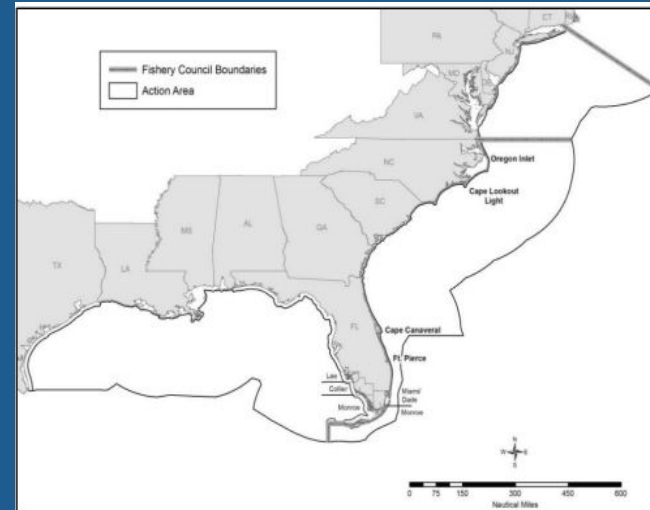 CT
RI
PA
NJ
Fishery Council Boundaries
MD
DE
Action Area
VA
Oregon Inlet
NC
Cape Lookout
Light
SC
MS
AL
GA
TX
LA
FL
Cape Canaveral
Ft. Pierce
Lee
Collier
Miami/
Dade
Monroe
Monroe
N
W E
S
0 75 150 300 450 600
Nautical Miles